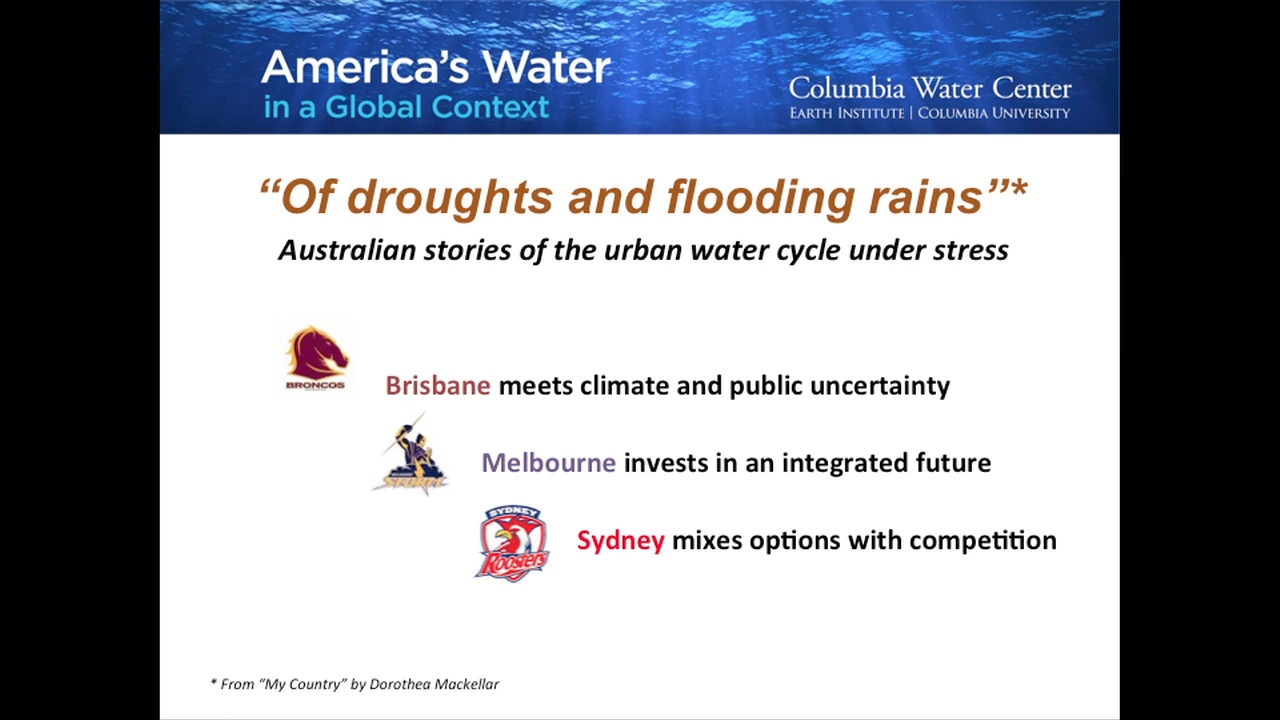 America's Water
in a Global Context
Columbia Water Center
EARTH INSTITUTE | COLUMBIA UNIVERSITY
“Of droughts and flooding rains”*
Australian stories of the urban water cycle under stress
BRONCOS
Brisbane meets climate and public uncertainty
STORM
Melbourne invests in an integrated future
SYDNEY
Roosters
Sydney mixes options with competition
* From “My Country” by Dorothea Mackellar